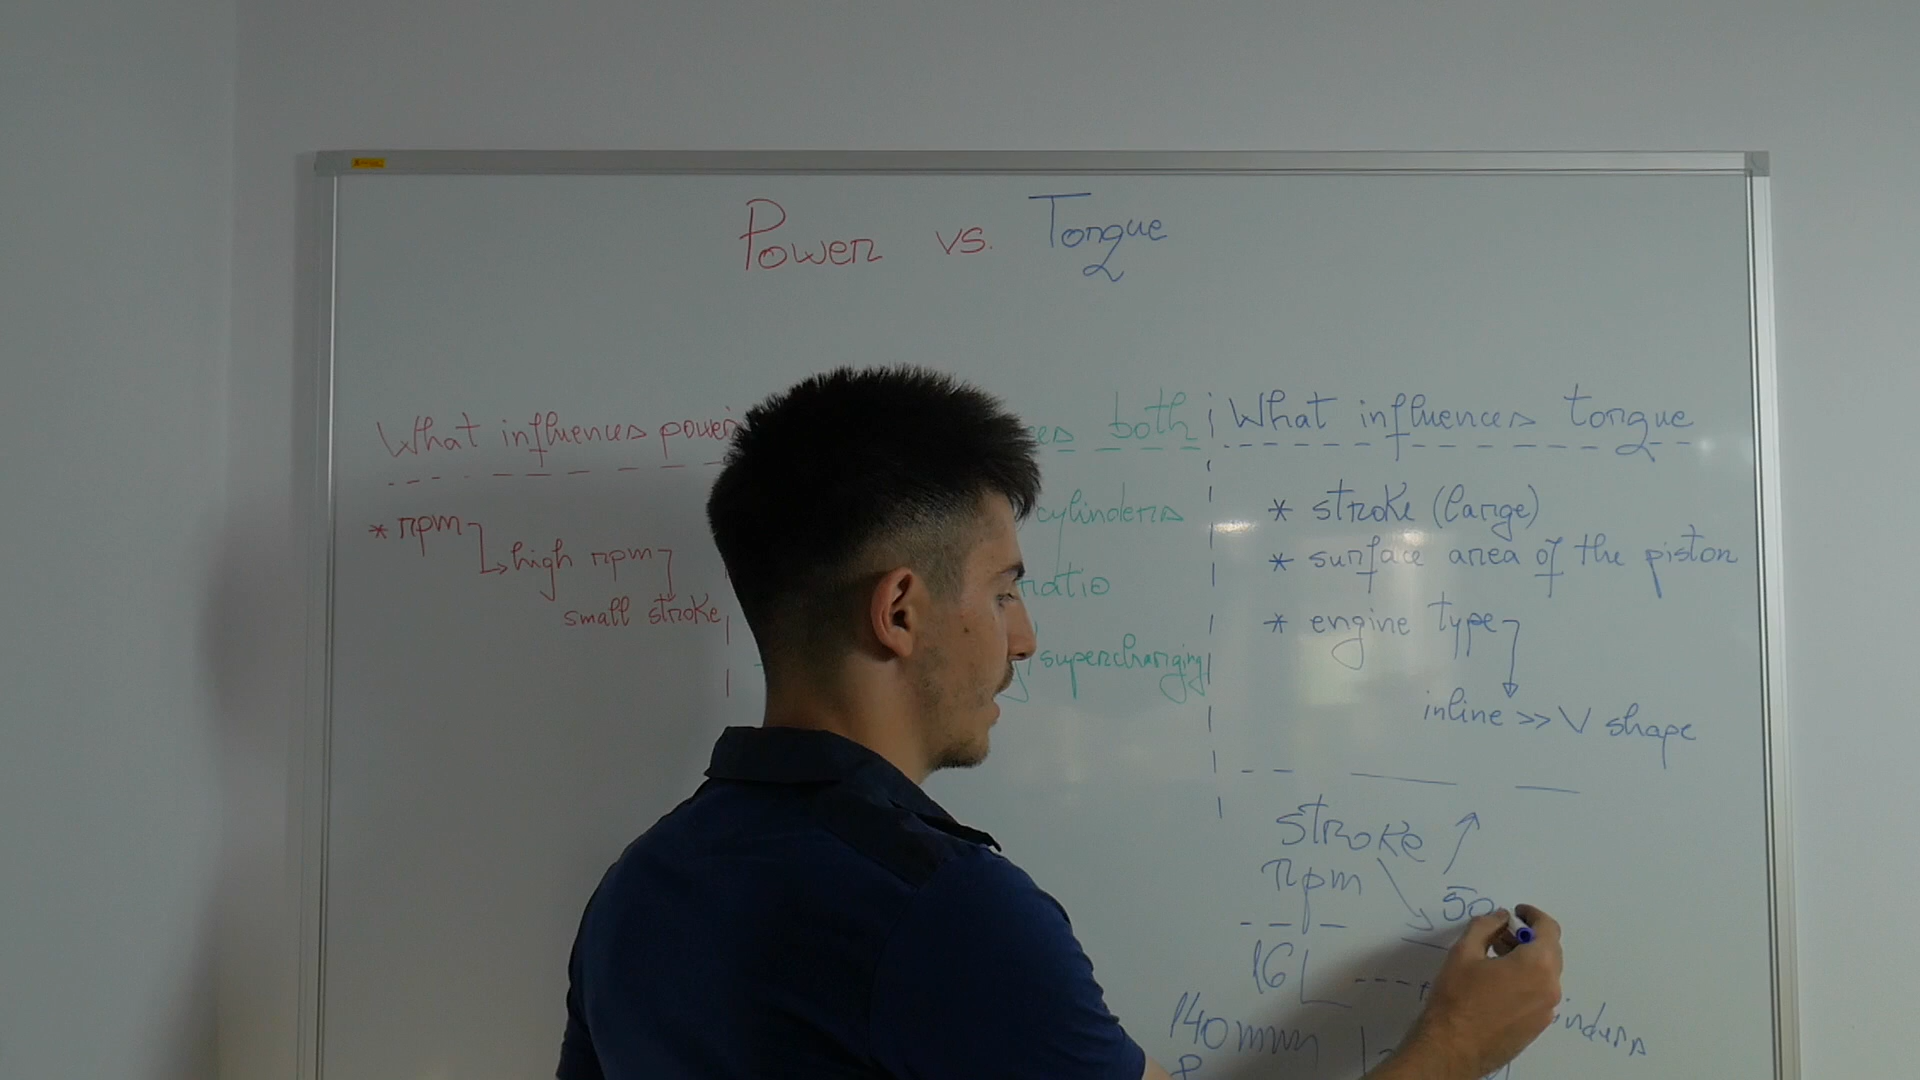 Power vs. Torque
What influences power
* rpm
high rpm
small stroke
both
cylinders
ratio
supercharging
What influences torque
* stroke (large)
* surface area of the piston
* engine type
inline >> V shape
stroke
rpm
50
16L
140mm